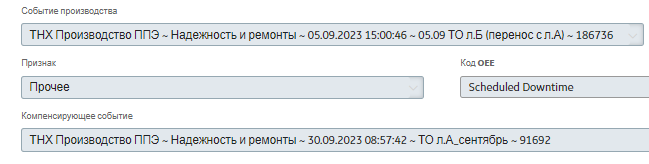 Событие производства
ТНХ Производство ППЭ ~ Надежность и ремонты ~ 05.09.2023 15:00:46 ~ 05.09 ТО л.Б (перенос с л.А) ~ 186736
Признак Код OEE
Прочее Scheduled Downtime
Компенсирующее событие
ТНХ Производство ППЭ ~ Надежность и ремонты ~ 30.09.2023 08:57:42 ~ ТО л.А_сентябрь ~ 91692